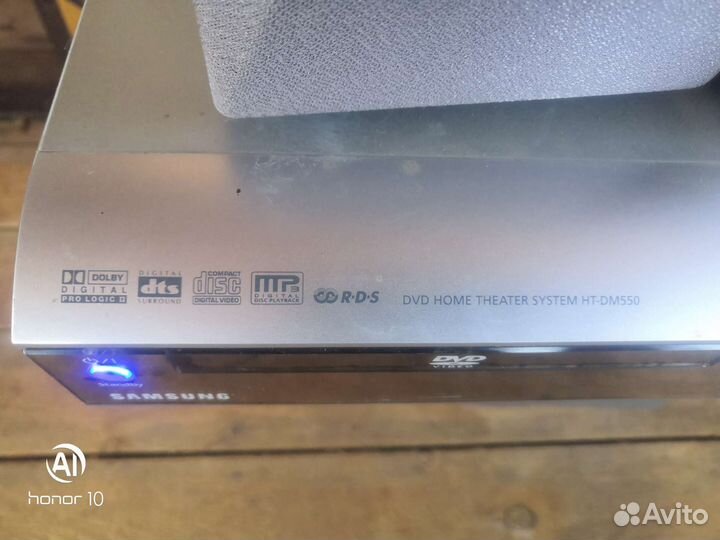 DOLBY
DIGITAL
PRO LOGIC II
DIGITAL
dts
SURROUND
COMPACT
disc
DIGITAL VIDEO
MP3
DIGITAL
DISC PLAYBACK
R·D·S
DVD HOME THEATER SYSTEM HT-DM550
DVD
VIDEO
Standby
SAMSUNG
AI
honor 10
Avito